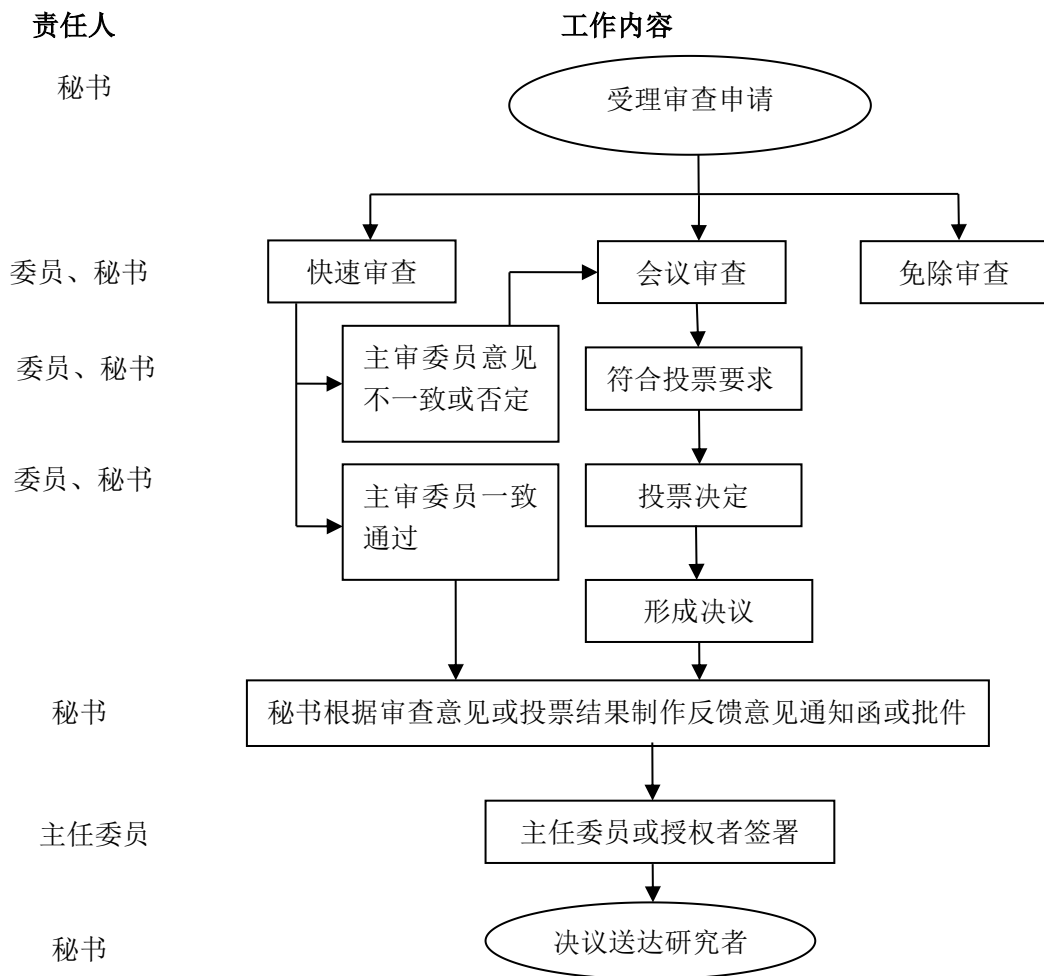 责任人 工作内容
秘书
受理审查申请
委员、秘书
快速审查
会议审查
免除审查
委员、秘书
主审委员意见
不一致或否定
符合投票要求
委员、秘书
主审委员一致
通过
投票决定
形成决议
秘书
秘书根据审查意见或投票结果制作反馈意见通知函或批件
主任委员
主任委员或授权者签署
秘书
决议送达研究者